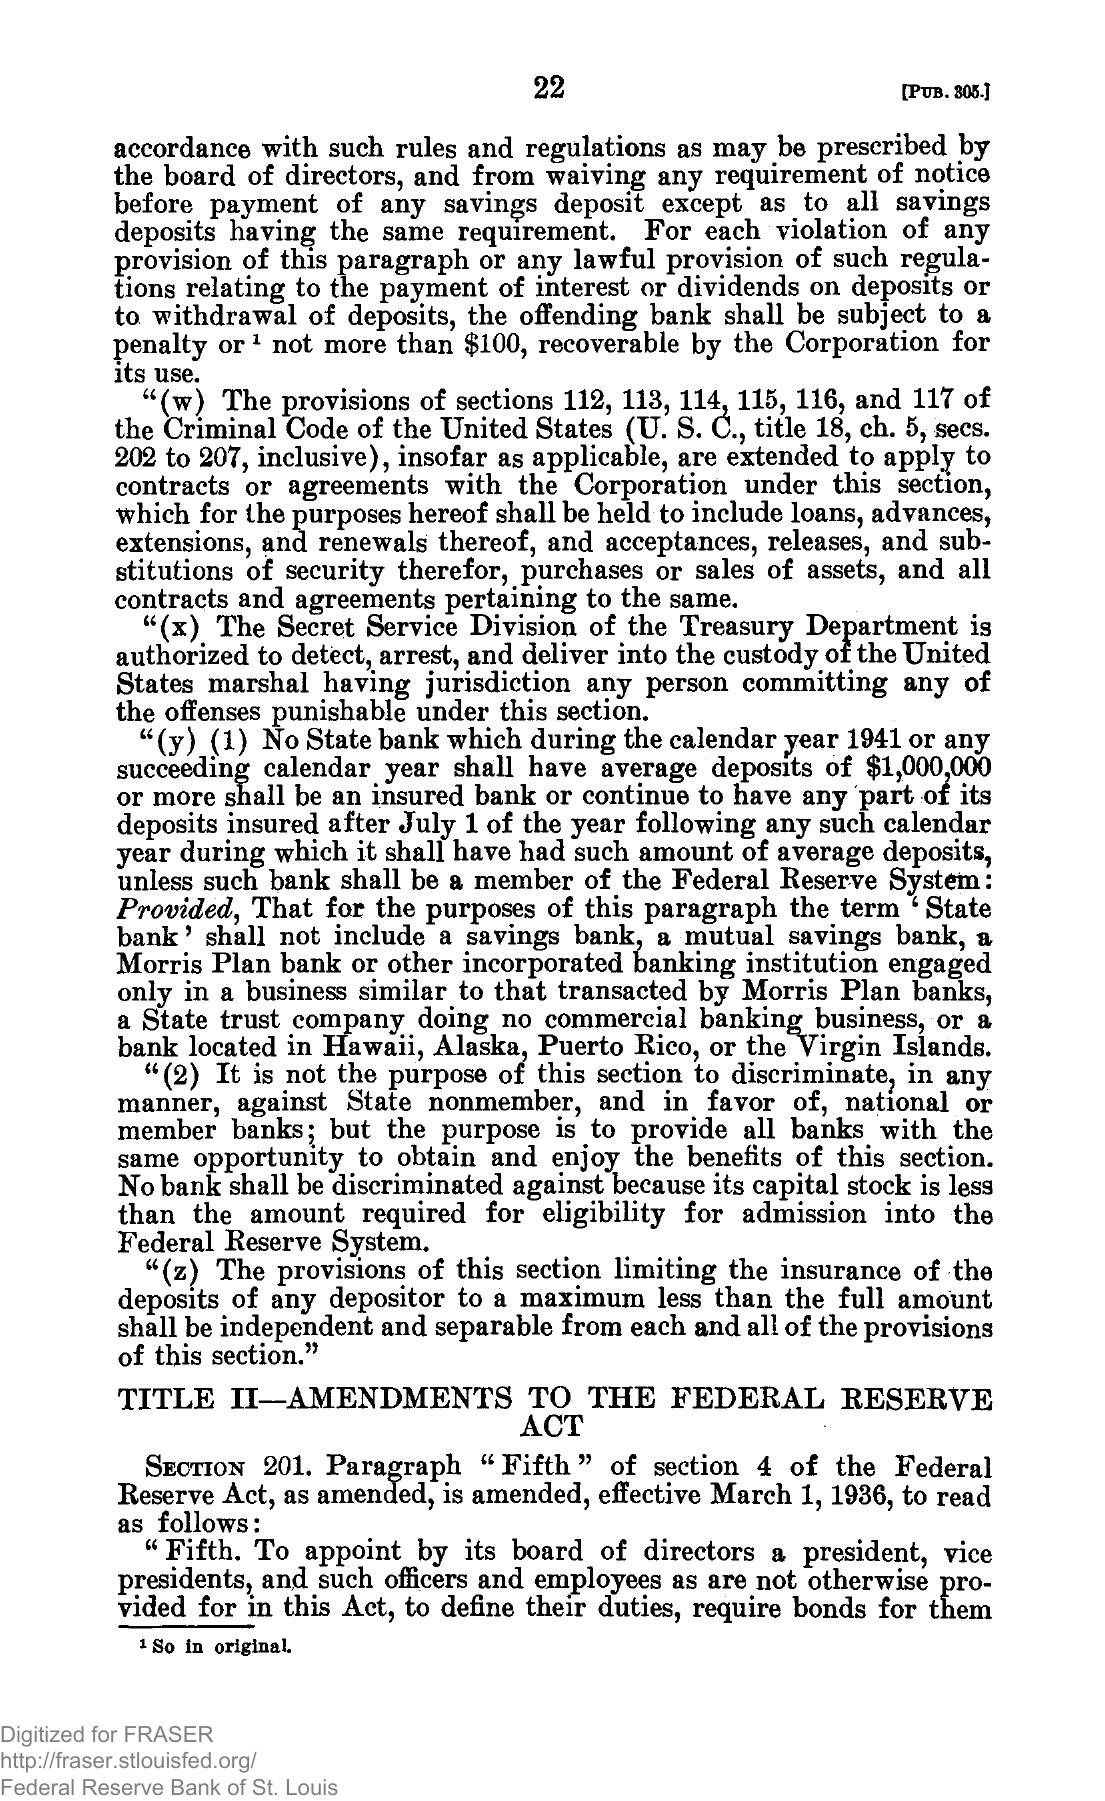 22 [PUB. 305.]
accordance with such rules and regulations as may be prescribed by
the board of directors, and from waiving any requirement of notice
before payment of any savings deposit except as to all savings
deposits having the same requirement. For each violation of any
provision of this paragraph or any lawful provision of such regula-
tions relating to the payment of interest or dividends on deposits or
to withdrawal of deposits, the offending bank shall be subject to a
penalty or ¹ not more than $100, recoverable by the Corporation for
its use.
“(w) The provisions of sections 112, 113, 114, 115, 116, and 117 of
the Criminal Code of the United States (U. S. C., title 18, ch. 5, secs.
202 to 207, inclusive), insofar as applicable, are extended to apply to
contracts or agreements with the Corporation under this section,
which for the purposes hereof shall be held to include loans, advances,
extensions, and renewals thereof, and acceptances, releases, and sub-
stitutions of security therefor, purchases or sales of assets, and all
contracts and agreements pertaining to the same.
“(x) The Secret Service Division of the Treasury Department is
authorized to detect, arrest, and deliver into the custody of the United
States marshal having jurisdiction any person committing any of
the offenses punishable under this section.
“(y) (1) No State bank which during the calendar year 1941 or any
succeeding calendar year shall have average deposits of $1,000,000
or more shall be an insured bank or continue to have any part of its
deposits insured after July 1 of the year following any such calendar
year during which it shall have had such amount of average deposits,
unless such bank shall be a member of the Federal Reserve System:
Provided, That for the purposes of this paragraph the term ‘ State
bank ’ shall not include a savings bank, a mutual savings bank, a
Morris Plan bank or other incorporated banking institution engaged
only in a business similar to that transacted by Morris Plan banks,
a State trust company doing no commercial banking business, or a
bank located in Hawaii, Alaska, Puerto Rico, or the Virgin Islands.
“(2) It is not the purpose of this section to discriminate, in any
manner, against State nonmember, and in favor of, national or
member banks; but the purpose is to provide all banks with the
same opportunity to obtain and enjoy the benefits of this section.
No bank shall be discriminated against because its capital stock is less
than the amount required for eligibility for admission into the
Federal Reserve System.
“(z) The provisions of this section limiting the insurance of the
deposits of any depositor to a maximum less than the full amount
shall be independent and separable from each and all of the provisions
of this section.”
TITLE II—AMENDMENTS TO THE FEDERAL RESERVE
ACT
SECTION 201. Paragraph “ Fifth ” of section 4 of the Federal
Reserve Act, as amended, is amended, effective March 1, 1936, to read
as follows:
“ Fifth. To appoint by its board of directors a president, vice
presidents, and such officers and employees as are not otherwise pro-
vided for in this Act, to define their duties, require bonds for them
¹ So in original.
Digitized for FRASER
http://fraser.stlouisfed.org/
Federal Reserve Bank of St. Louis